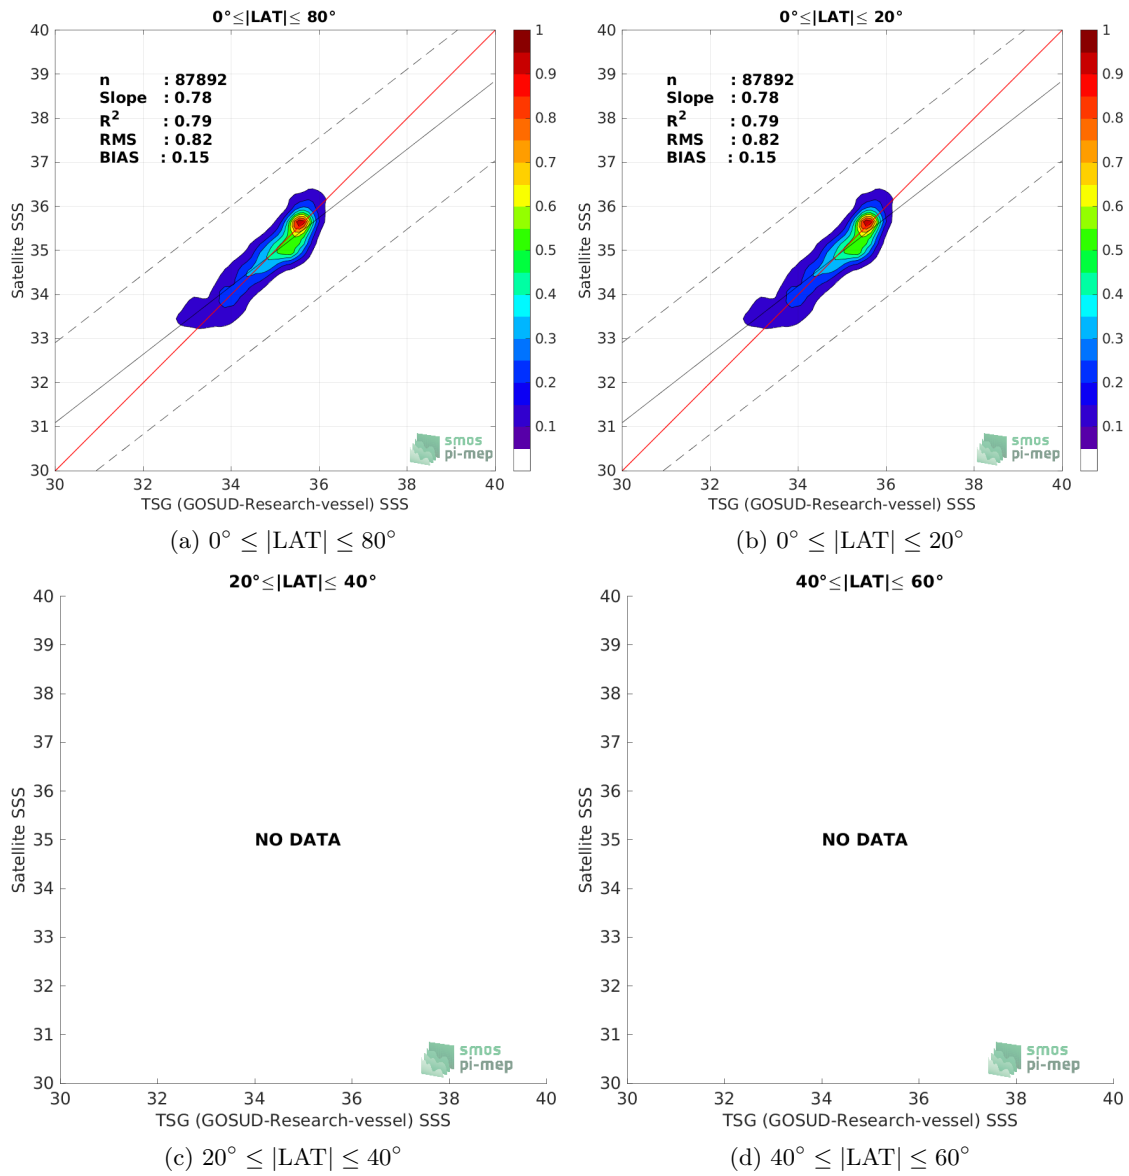 0°≤|LAT|≤ 80°
40
39
38
37
36
35
34
33
32
31
30
Satellite SSS
n : 87892
Slope : 0.78
R² : 0.79
RMS : 0.82
BIAS : 0.15
1
0.9
0.8
0.7
0.6
0.5
0.4
0.3
0.2
0.1
smos
pi-mep
30 32 34 36 38 40
TSG (GOSUD-Research-vessel) SSS
(a) 0° ≤ |LAT| ≤ 80°
0°≤|LAT|≤ 20°
40
39
38
37
36
35
34
33
32
31
30
Satellite SSS
n : 87892
Slope : 0.78
R² : 0.79
RMS : 0.82
BIAS : 0.15
1
0.9
0.8
0.7
0.6
0.5
0.4
0.3
0.2
0.1
smos
pi-mep
30 32 34 36 38 40
TSG (GOSUD-Research-vessel) SSS
(b) 0° ≤ |LAT| ≤ 20°
20°≤|LAT|≤ 40°
40
39
38
37
36
35
34
33
32
31
30
Satellite SSS
NO DATA
smos
pi-mep
30 32 34 36 38 40
TSG (GOSUD-Research-vessel) SSS
(c) 20° ≤ |LAT| ≤ 40°
40°≤|LAT|≤ 60°
40
39
38
37
36
35
34
33
32
31
30
Satellite SSS
NO DATA
smos
pi-mep
30 32 34 36 38 40
TSG (GOSUD-Research-vessel) SSS
(d) 40° ≤ |LAT| ≤ 60°